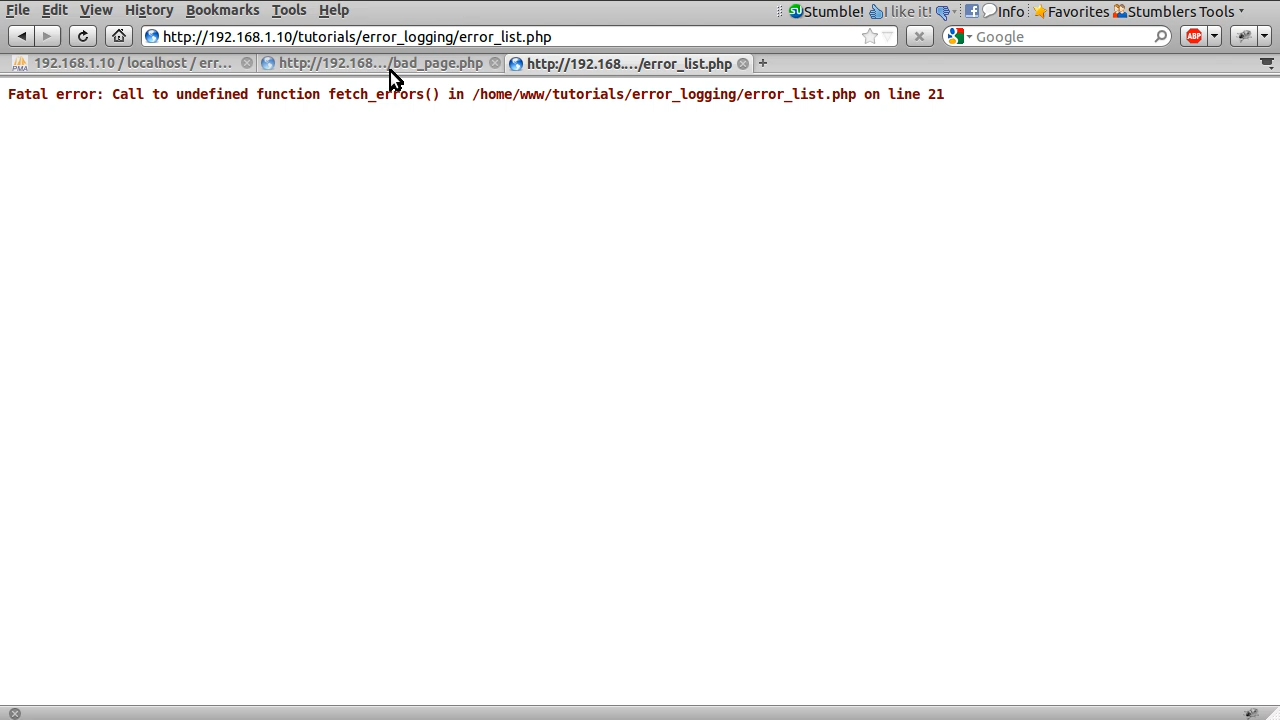 File Edit View History Bookmarks Tools Help Stumble! I like it! Info Favorites Stumblers Tools
http://192.168.1.10/tutorials/error_logging/error_list.php Google ABP
PMA 192.168.1.10 / localhost / err... http://192.168..../bad_page.php http://192.168..../error_list.php
Fatal error: Call to undefined function fetch_errors() in /home/www/tutorials/error_logging/error_list.php on line 21